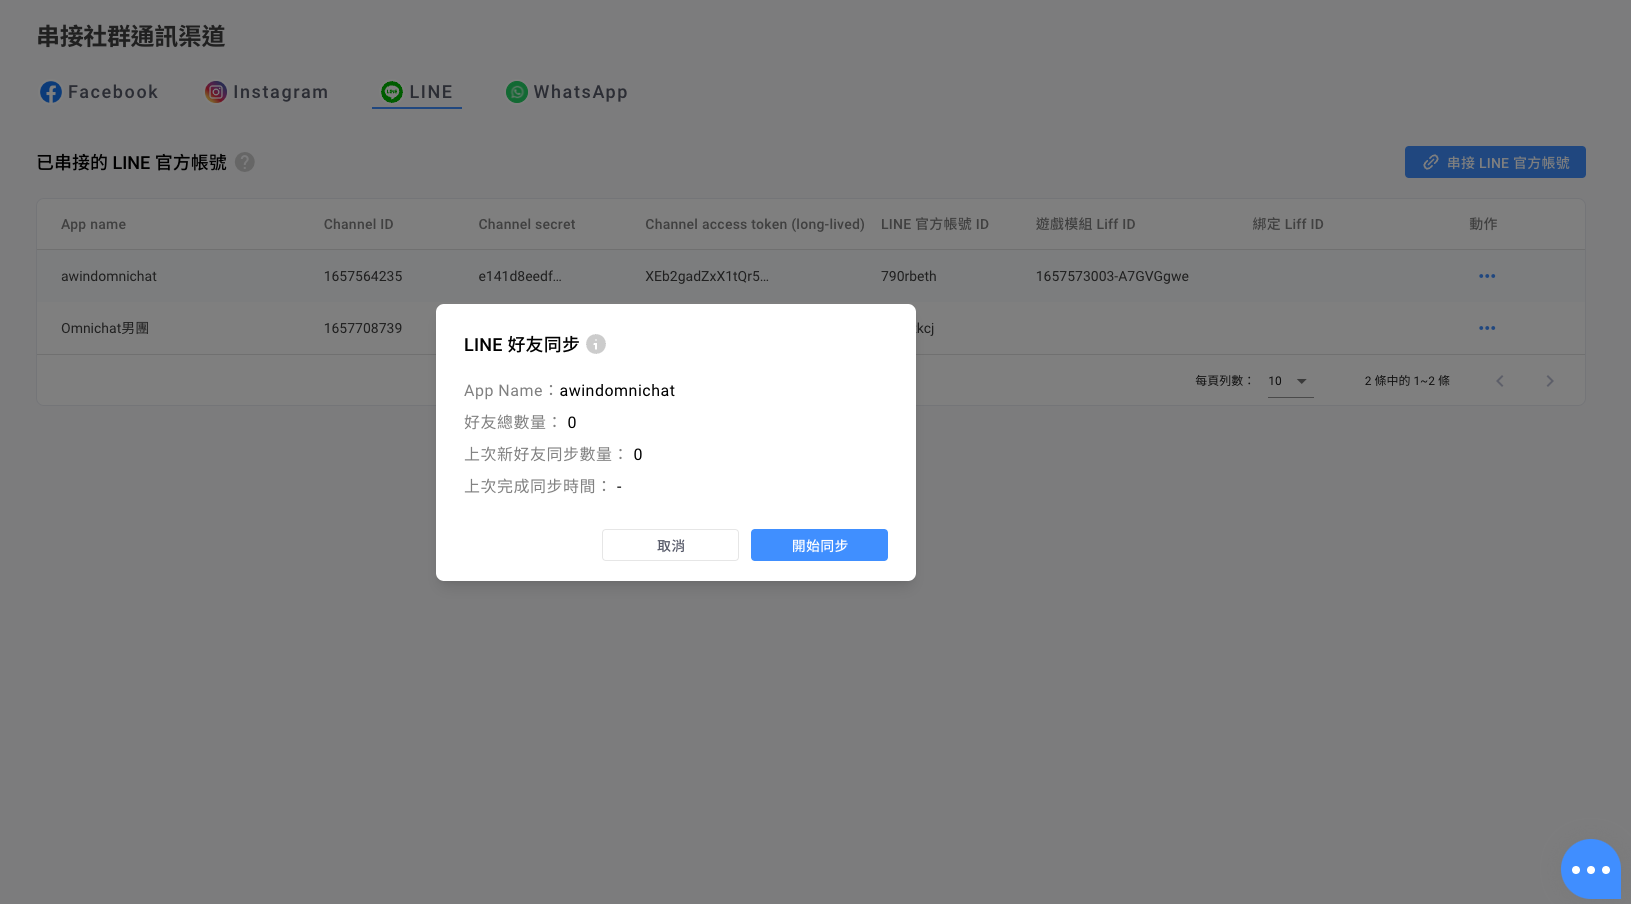 串接社群通訊渠道
Facebook Instagram LINE WhatsApp
已串接的 LINE 官方帳號 ?
串接 LINE 官方帳號
App name Channel ID Channel secret Channel access token (long-lived) LINE 官方帳號 ID 遊戲模組 Liff ID 綁定 Liff ID 動作
awindomnichat 1657564235 e141d8eedf... XEb2gadZxX1tQr5... 790rbeth 1657573003-A7GVGgwe
Omnichat男團 1657708739 kcj
每頁列數： 10 2 條中的 1~2 條
LINE 好友同步
App Name：awindomnichat
好友總數量： 0
上次新好友同步數量： 0
上次完成同步時間： -
取消 開始同步